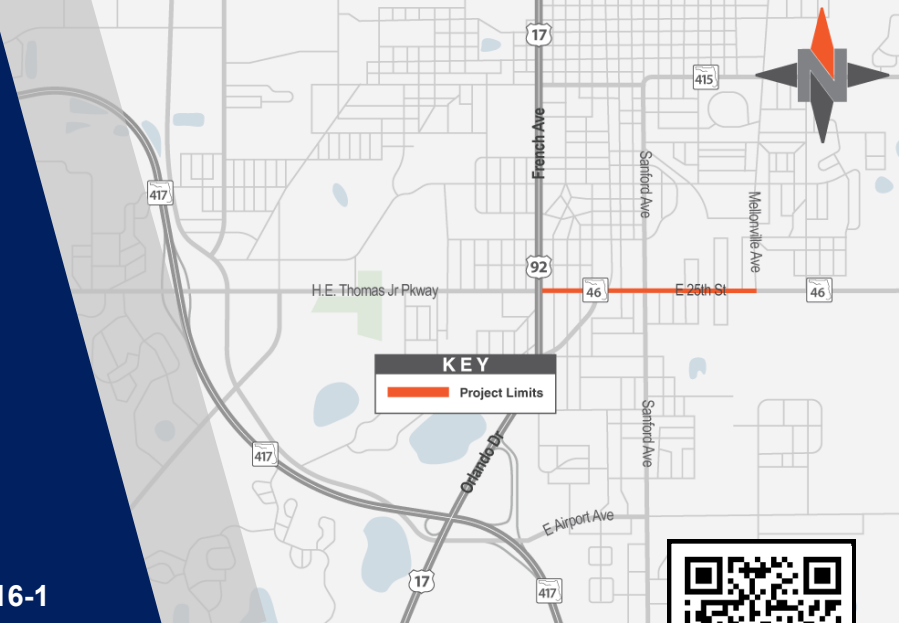 17
N
415
French Ave
Sanford Ave
417
Mellonville Ave
92
H.E. Thomas Jr Pkway
46
E 25th St
46
KEY
Project Limits
Sanford Ave
Orlando Dr
417
E Airport Ave
17
417
16-1